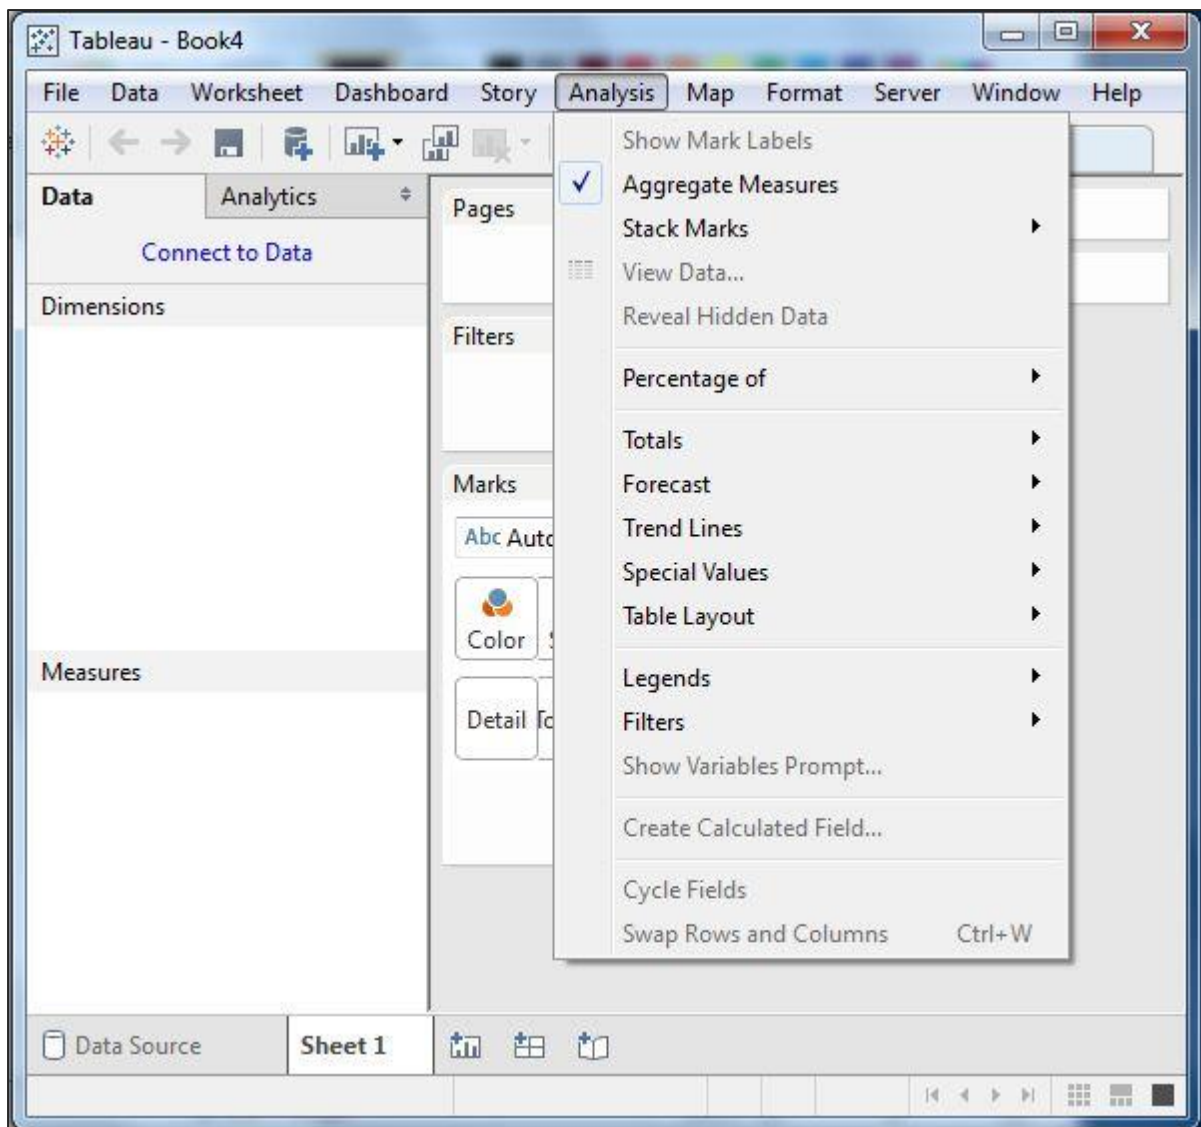 Tableau - Book4
File Data Worksheet Dashboard Story Analysis Map Format Server Window Help
Data Analytics
Connect to Data
Dimensions
Measures
Pages
Filters
Marks
Abc Auto
Color
Detail
Show Mark Labels
Aggregate Measures
Stack Marks
View Data...
Reveal Hidden Data
Percentage of
Totals
Forecast
Trend Lines
Special Values
Table Layout
Legends
Filters
Show Variables Prompt...
Create Calculated Field...
Cycle Fields
Swap Rows and Columns Ctrl+W
Data Source Sheet 1